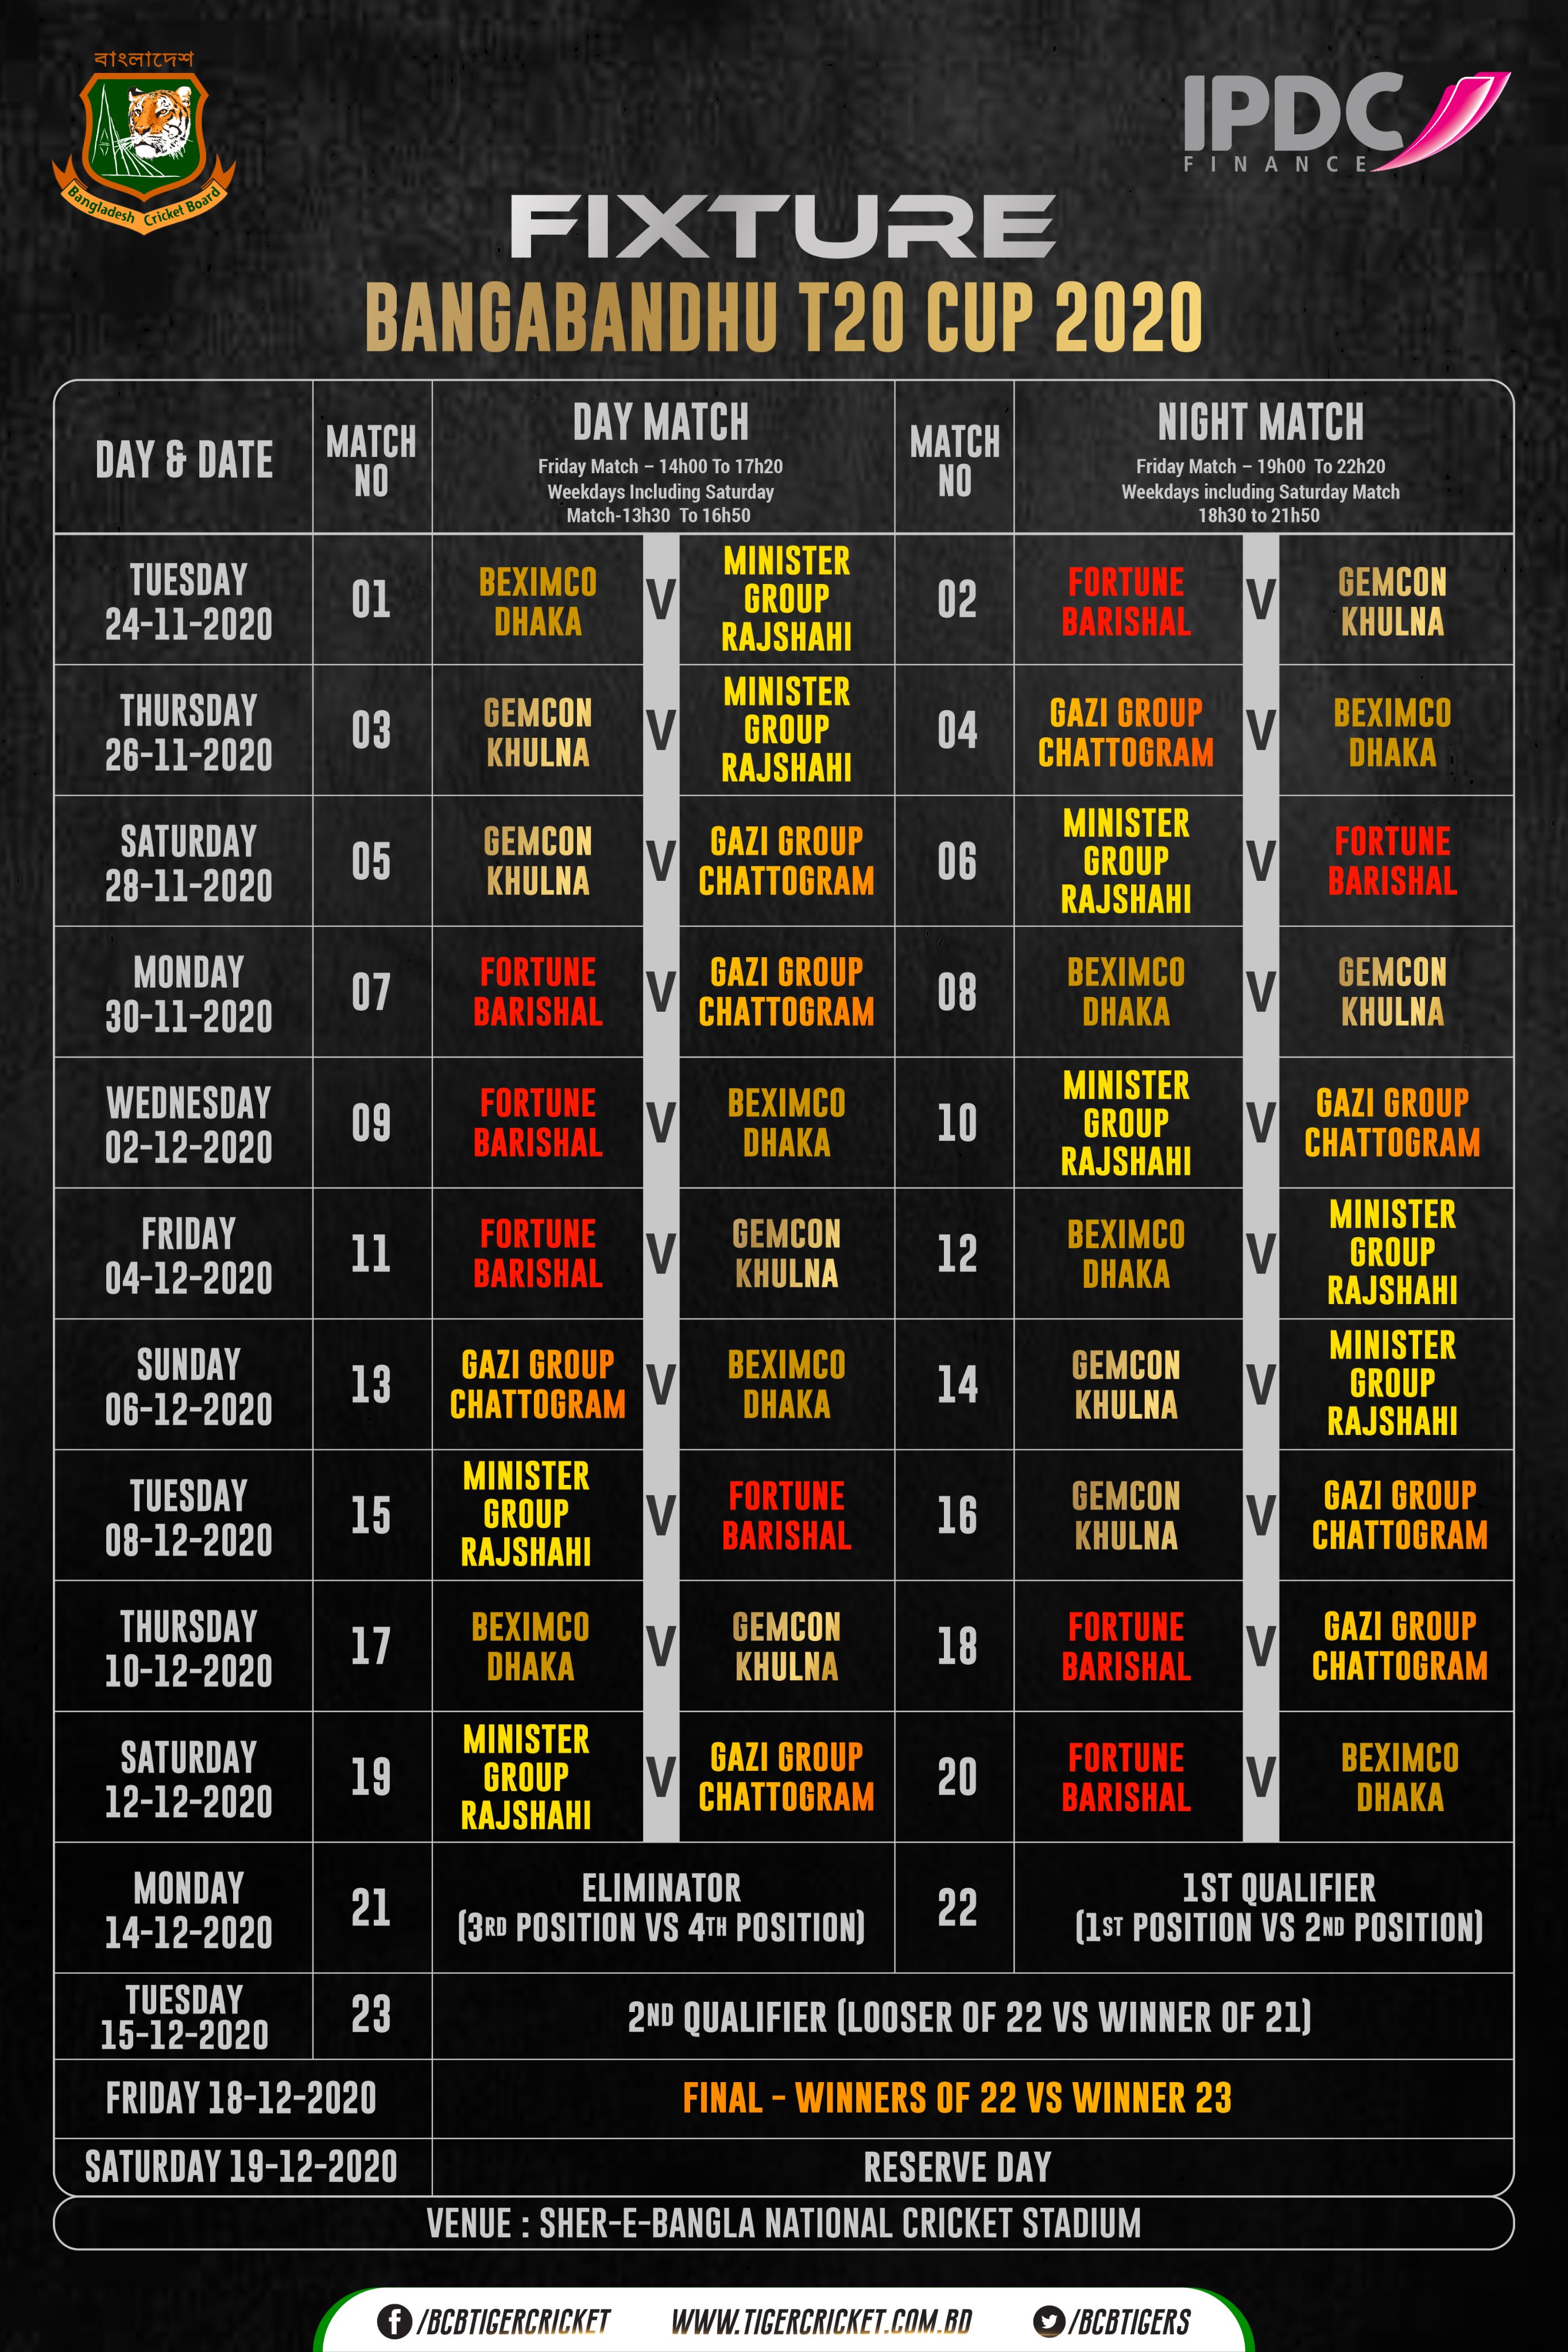 বাংলাদেশ
Bangladesh Cricket Board
IPDC
FINANCE
FIXTURE
BANGABANDHU T20 CUP 2020
DAY & DATE
MATCH
NO
DAY MATCH
Friday Match – 14h00 To 17h20
Weekdays Including Saturday
Match-13h30 To 16h50
MATCH
NO
NIGHT MATCH
Friday Match – 19h00 To 22h20
Weekdays including Saturday Match
18h30 to 21h50
TUESDAY
24-11-2020
01
BEXIMCO
DHAKA
V
MINISTER
GROUP
RAJSHAHI
02
FORTUNE
BARISHAL
V
GEMCON
KHULNA
THURSDAY
26-11-2020
03
GEMCON
KHULNA
V
MINISTER
GROUP
RAJSHAHI
04
GAZI GROUP
CHATTOGRAM
V
BEXIMCO
DHAKA
SATURDAY
28-11-2020
05
GEMCON
KHULNA
V
GAZI GROUP
CHATTOGRAM
06
MINISTER
GROUP
RAJSHAHI
V
FORTUNE
BARISHAL
MONDAY
30-11-2020
07
FORTUNE
BARISHAL
V
GAZI GROUP
CHATTOGRAM
08
BEXIMCO
DHAKA
V
GEMCON
KHULNA
WEDNESDAY
02-12-2020
09
FORTUNE
BARISHAL
V
BEXIMCO
DHAKA
10
MINISTER
GROUP
RAJSHAHI
V
GAZI GROUP
CHATTOGRAM
FRIDAY
04-12-2020
11
FORTUNE
BARISHAL
V
GEMCON
KHULNA
12
BEXIMCO
DHAKA
V
MINISTER
GROUP
RAJSHAHI
SUNDAY
06-12-2020
13
GAZI GROUP
CHATTOGRAM
V
BEXIMCO
DHAKA
14
GEMCON
KHULNA
V
MINISTER
GROUP
RAJSHAHI
TUESDAY
08-12-2020
15
MINISTER
GROUP
RAJSHAHI
V
FORTUNE
BARISHAL
16
GEMCON
KHULNA
V
GAZI GROUP
CHATTOGRAM
THURSDAY
10-12-2020
17
BEXIMCO
DHAKA
V
GEMCON
KHULNA
18
FORTUNE
BARISHAL
V
GAZI GROUP
CHATTOGRAM
SATURDAY
12-12-2020
19
MINISTER
GROUP
RAJSHAHI
V
GAZI GROUP
CHATTOGRAM
20
FORTUNE
BARISHAL
V
BEXIMCO
DHAKA
MONDAY
14-12-2020
21
ELIMINATOR
(3RD POSITION VS 4TH POSITION)
22
1ST QUALIFIER
(1ST POSITION VS 2ND POSITION)
TUESDAY
15-12-2020
23
2ND QUALIFIER (LOOSER OF 22 VS WINNER OF 21)
FRIDAY 18-12-2020
FINAL - WINNERS OF 22 VS WINNER 23
SATURDAY 19-12-2020
RESERVE DAY
VENUE : SHER-E-BANGLA NATIONAL CRICKET STADIUM
/BCBTIGERCRICKET
WWW.TIGERCRICKET.COM.BD
/BCBTIGERS